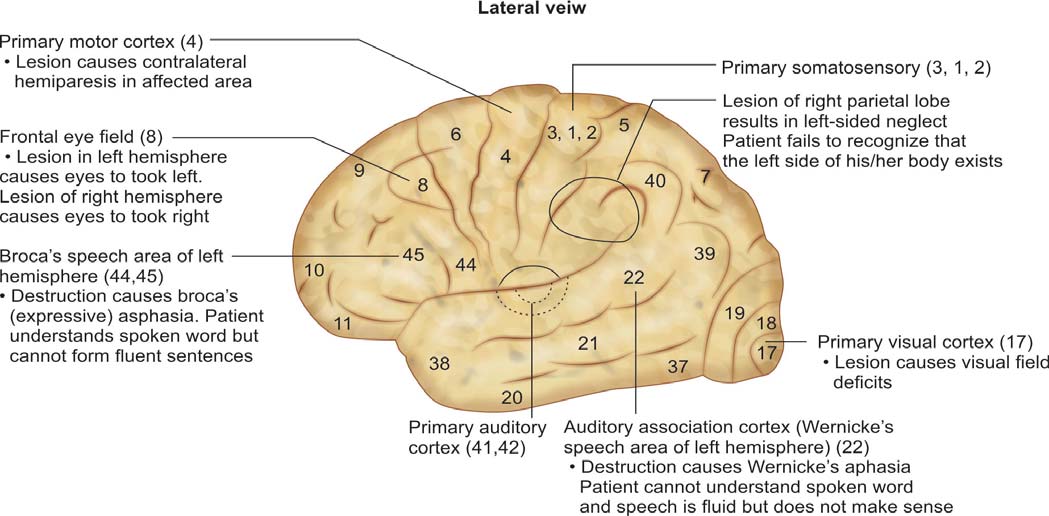 Lateral veiw
Primary motor cortex (4)
• Lesion causes contralateral
hemiparesis in affected area
Frontal eye field (8)
• Lesion in left hemisphere
causes eyes to took left.
Lesion of right hemisphere
causes eyes to took right
Broca's speech area of left
hemisphere (44,45)
• Destruction causes broca's
(expressive) asphasia. Patient
understands spoken word but
cannot form fluent sentences
Primary somatosensory (3, 1, 2)
Lesion of right parietal lobe
results in left-sided neglect
Patient fails to recognize that
the left side of his/her body exists
6
3, 1, 2
5
4
9
8
40
7
45
44
39
10
22
11
19
18
21
17
38
37
20
Primary visual cortex (17)
• Lesion causes visual field
deficits
Primary auditory
cortex (41,42)
Auditory association cortex (Wernicke's
speech area of left hemisphere) (22)
• Destruction causes Wernicke's aphasia
Patient cannot understand spoken word
and speech is fluid but does not make sense